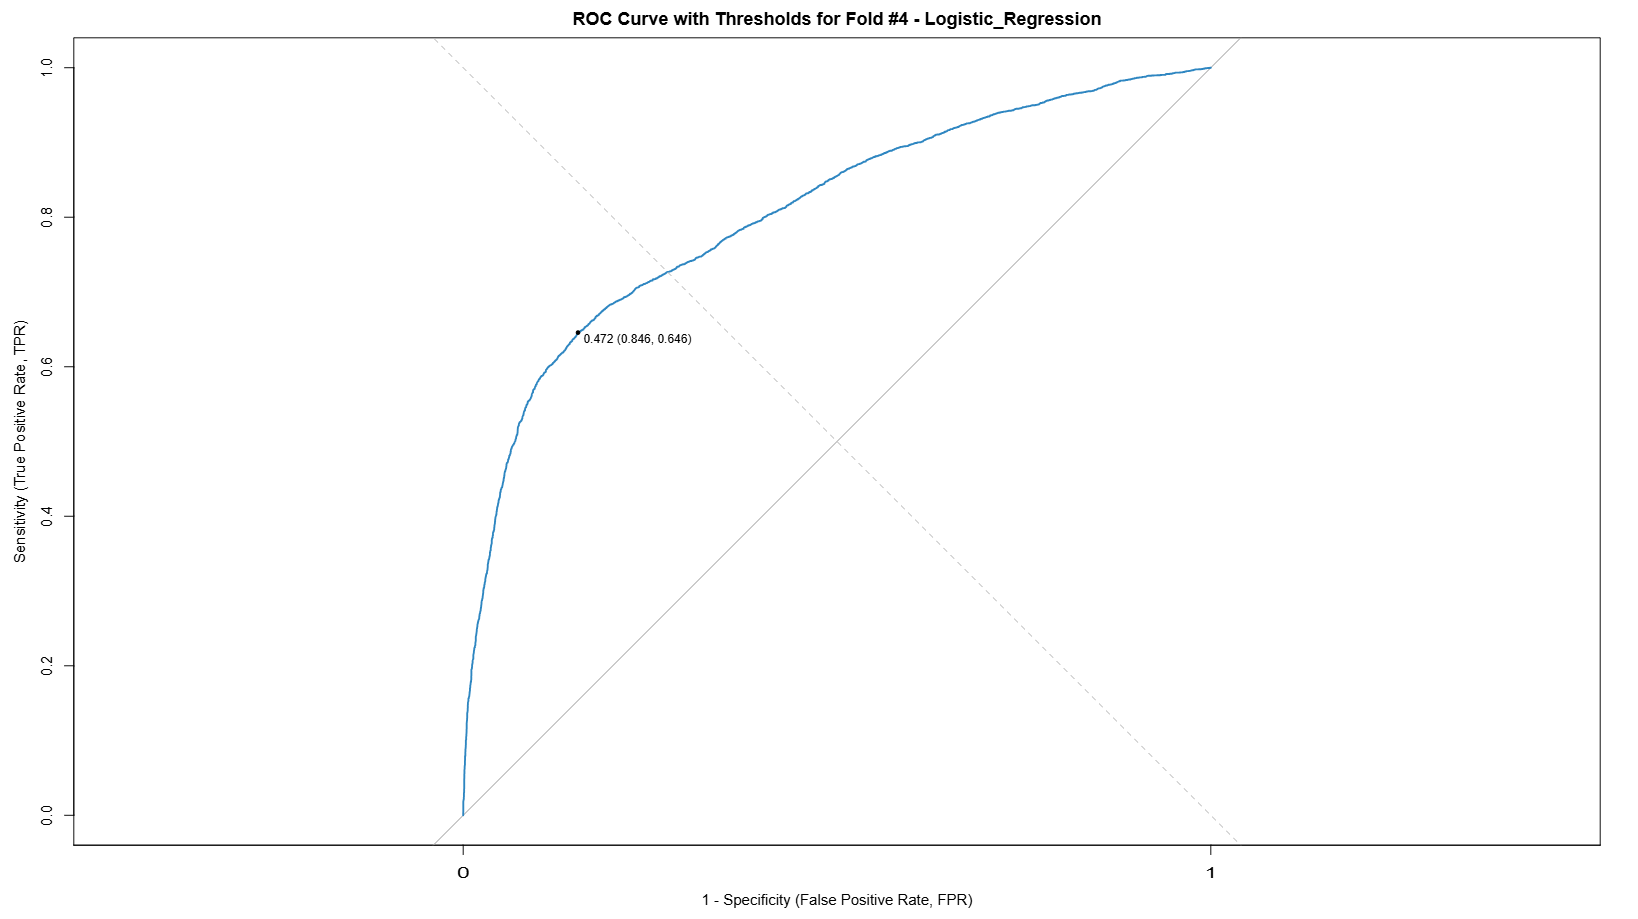 ROC Curve with Thresholds for Fold #4 - Logistic_Regression
Sensitivity (True Positive Rate, TPR)
1.0
0.8
0.6
0.4
0.2
0.0
0.472 (0.846, 0.646)
0
1
1 - Specificity (False Positive Rate, FPR)